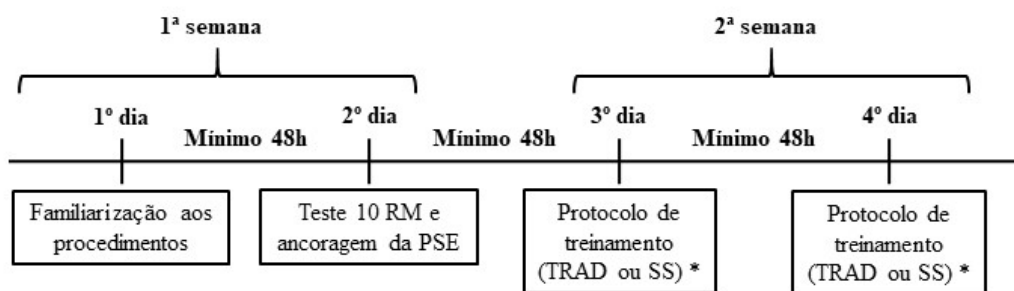 1ª semana
2ª semana
1º dia
2º dia
3º dia
4º dia
Mínimo 48h
Mínimo 48h
Mínimo 48h
Familiarização aos
procedimentos
Teste 10 RM e
ancoragem da PSE
Protocolo de
treinamento
(TRAD ou SS) *
Protocolo de
treinamento
(TRAD ou SS) *